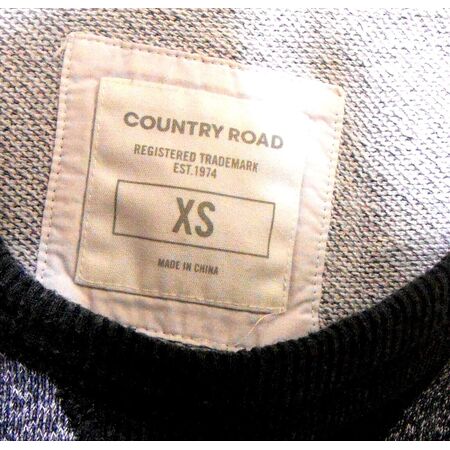 COUNTRY ROAD
REGISTERED TRADEMARK
EST.1974
XS
MADE IN CHINA